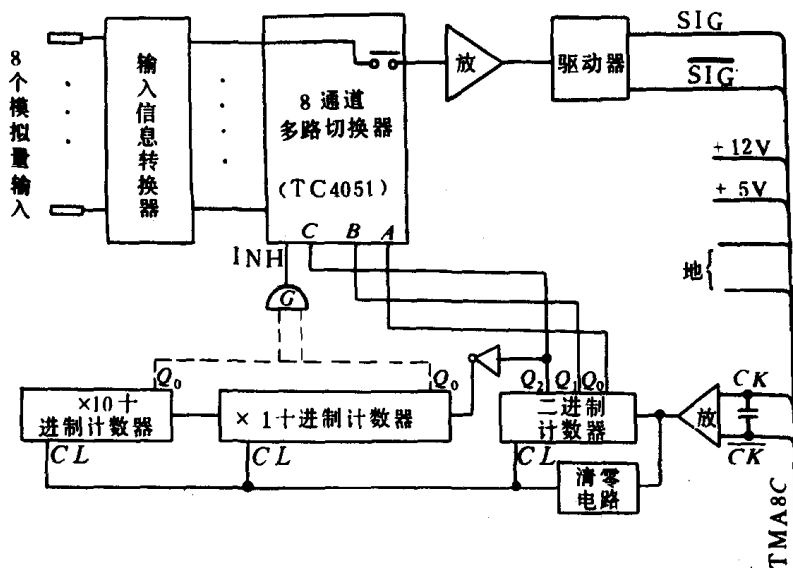 8个模拟量输入
输入信息转换器
8 通道
多路切换器
(TC4051)
C B A
INH
G
放
驱动器
SIG
S̅I̅G̅
+12V
+5V
地
Q₀
×10十
进制计数器
CL
Q₀
×1十进制计数器
CL
Q₂ Q₁ Q₀
二进制
计数器
CL
清零
电路
放
CK
C̅K̅
TMA8C